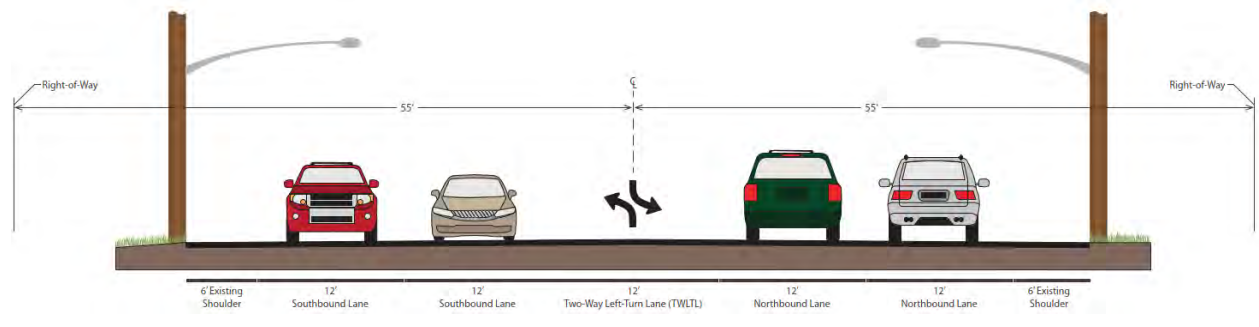 ℄
Right-of-Way
Right-of-Way
55'
55'
6' Existing
Shoulder
12'
Southbound Lane
12'
Southbound Lane
12'
Two-Way Left-Turn Lane (TWLTL)
12'
Northbound Lane
12'
Northbound Lane
6' Existing
Shoulder